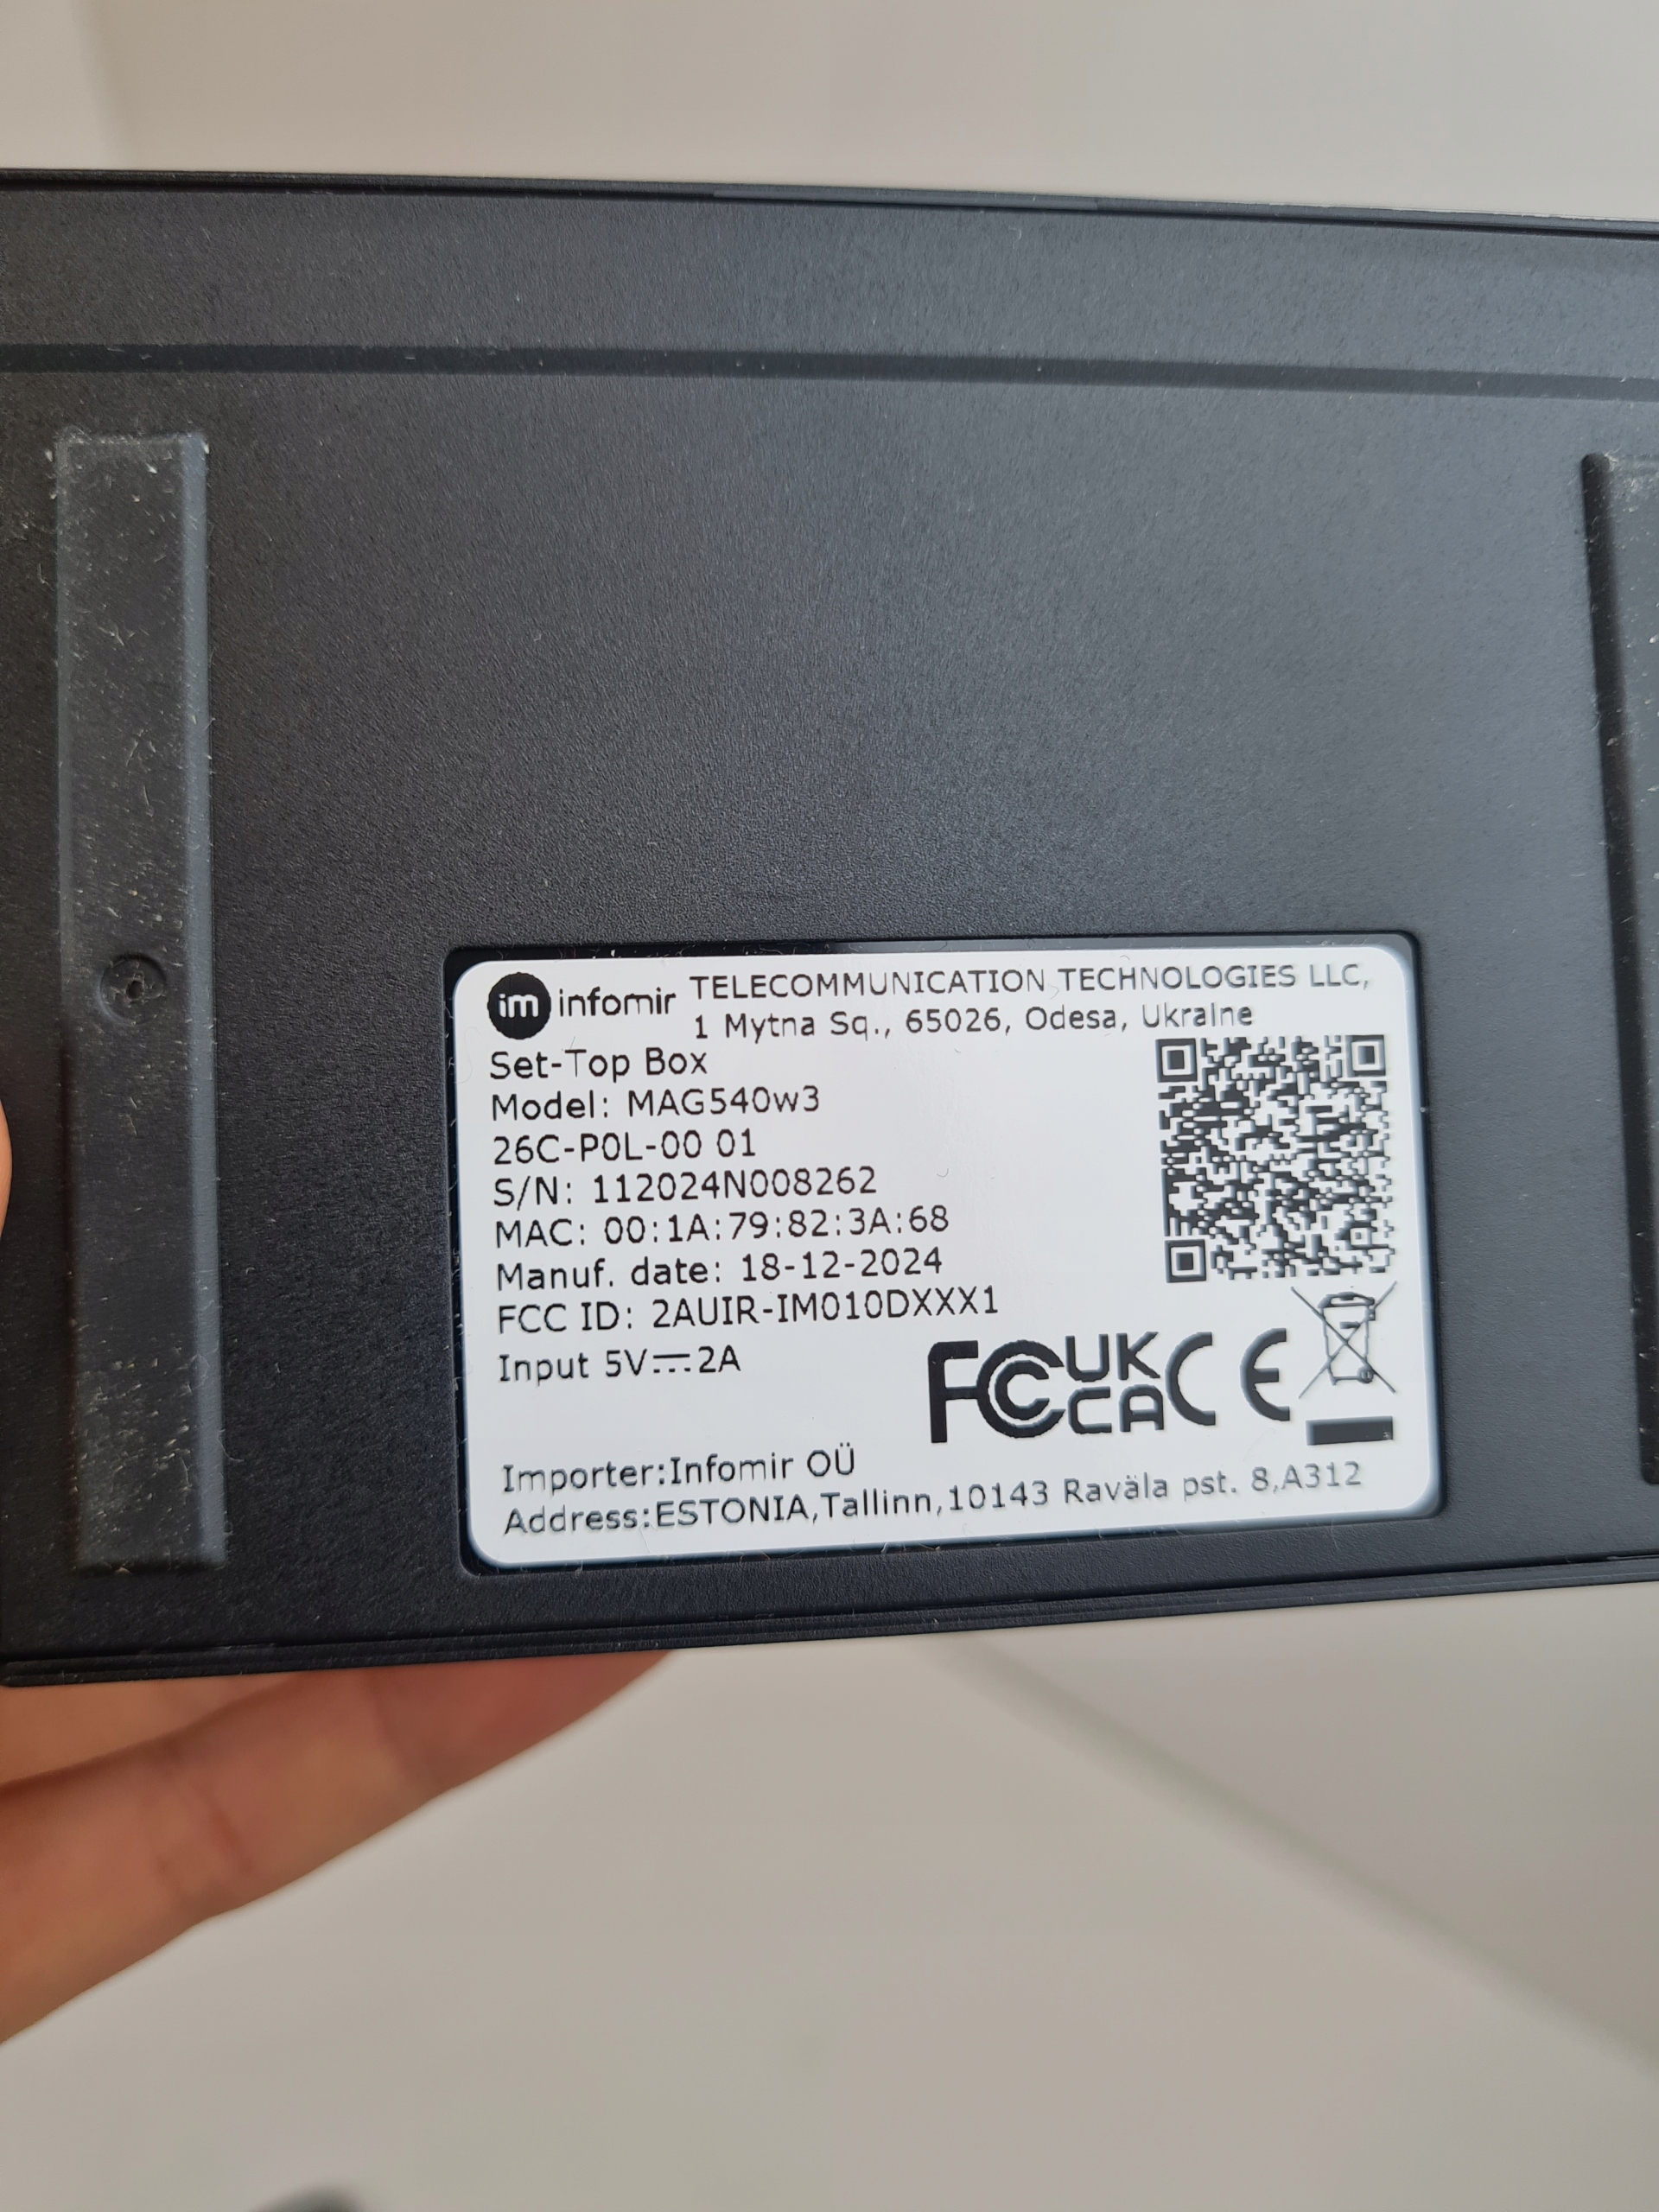 im infomir TELECOMMUNICATION TECHNOLOGIES LLC,
1 Mytna Sq., 65026, Odesa, Ukraine
Set-Top Box
Model: MAG540w3
26C-P0L-00 01
S/N: 112024N008262
MAC: 00:1A:79:82:3A:68
Manuf. date: 18-12-2024
FCC ID: 2AUIR-IM010DXXX1
Input 5V⎓2A
FC UK CA CE
Importer:Infomir OÜ
Address:ESTONIA,Tallinn,10143 Raväla pst. 8,A312